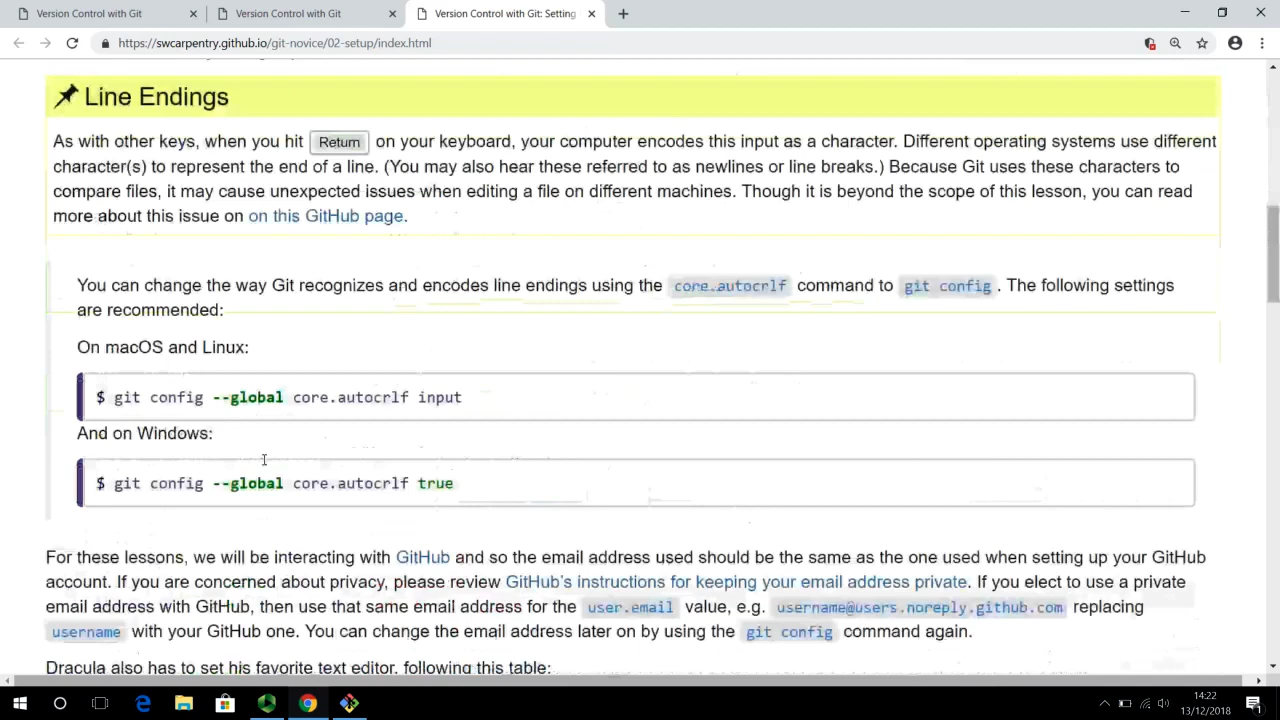 Version Control with Git
Version Control with Git
Version Control with Git: Setting
https://swcarpentry.github.io/git-novice/02-setup/index.html
Line Endings
As with other keys, when you hit Return on your keyboard, your computer encodes this input as a character. Different operating systems use different
character(s) to represent the end of a line. (You may also hear these referred to as newlines or line breaks.) Because Git uses these characters to
compare files, it may cause unexpected issues when editing a file on different machines. Though it is beyond the scope of this lesson, you can read
more about this issue on on this GitHub page.
You can change the way Git recognizes and encodes line endings using the core.autocrlf command to git config. The following settings
are recommended:
On macOS and Linux:
$ git config --global core.autocrlf input
And on Windows:
$ git config --global core.autocrlf true
For these lessons, we will be interacting with GitHub and so the email address used should be the same as the one used when setting up your GitHub
account. If you are concerned about privacy, please review GitHub's instructions for keeping your email address private. If you elect to use a private
email address with GitHub, then use that same email address for the user.email value, e.g. username@users.noreply.github.com replacing
username with your GitHub one. You can change the email address later on by using the git config command again.
Dracula also has to set his favorite text editor, following this table:
14:22
13/12/2018